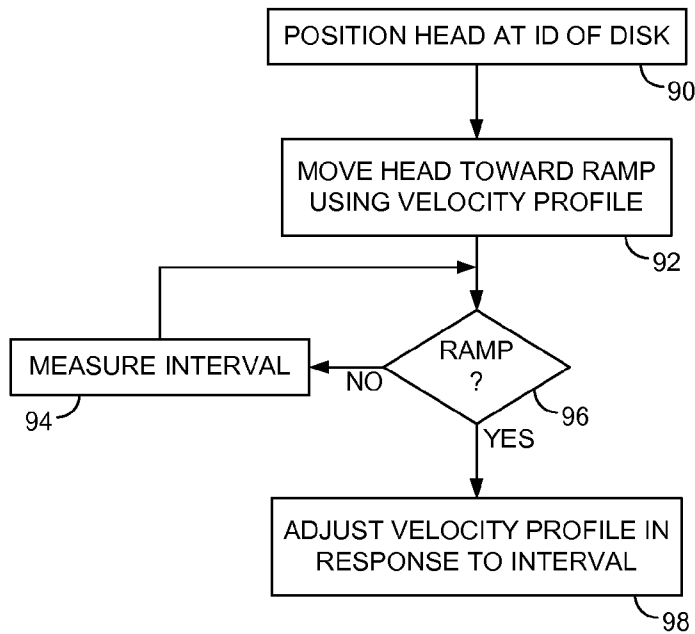 POSITION HEAD AT ID OF DISK
90
MOVE HEAD TOWARD RAMP
USING VELOCITY PROFILE
92
RAMP
?
96
NO
MEASURE INTERVAL
94
YES
ADJUST VELOCITY PROFILE IN
RESPONSE TO INTERVAL
98